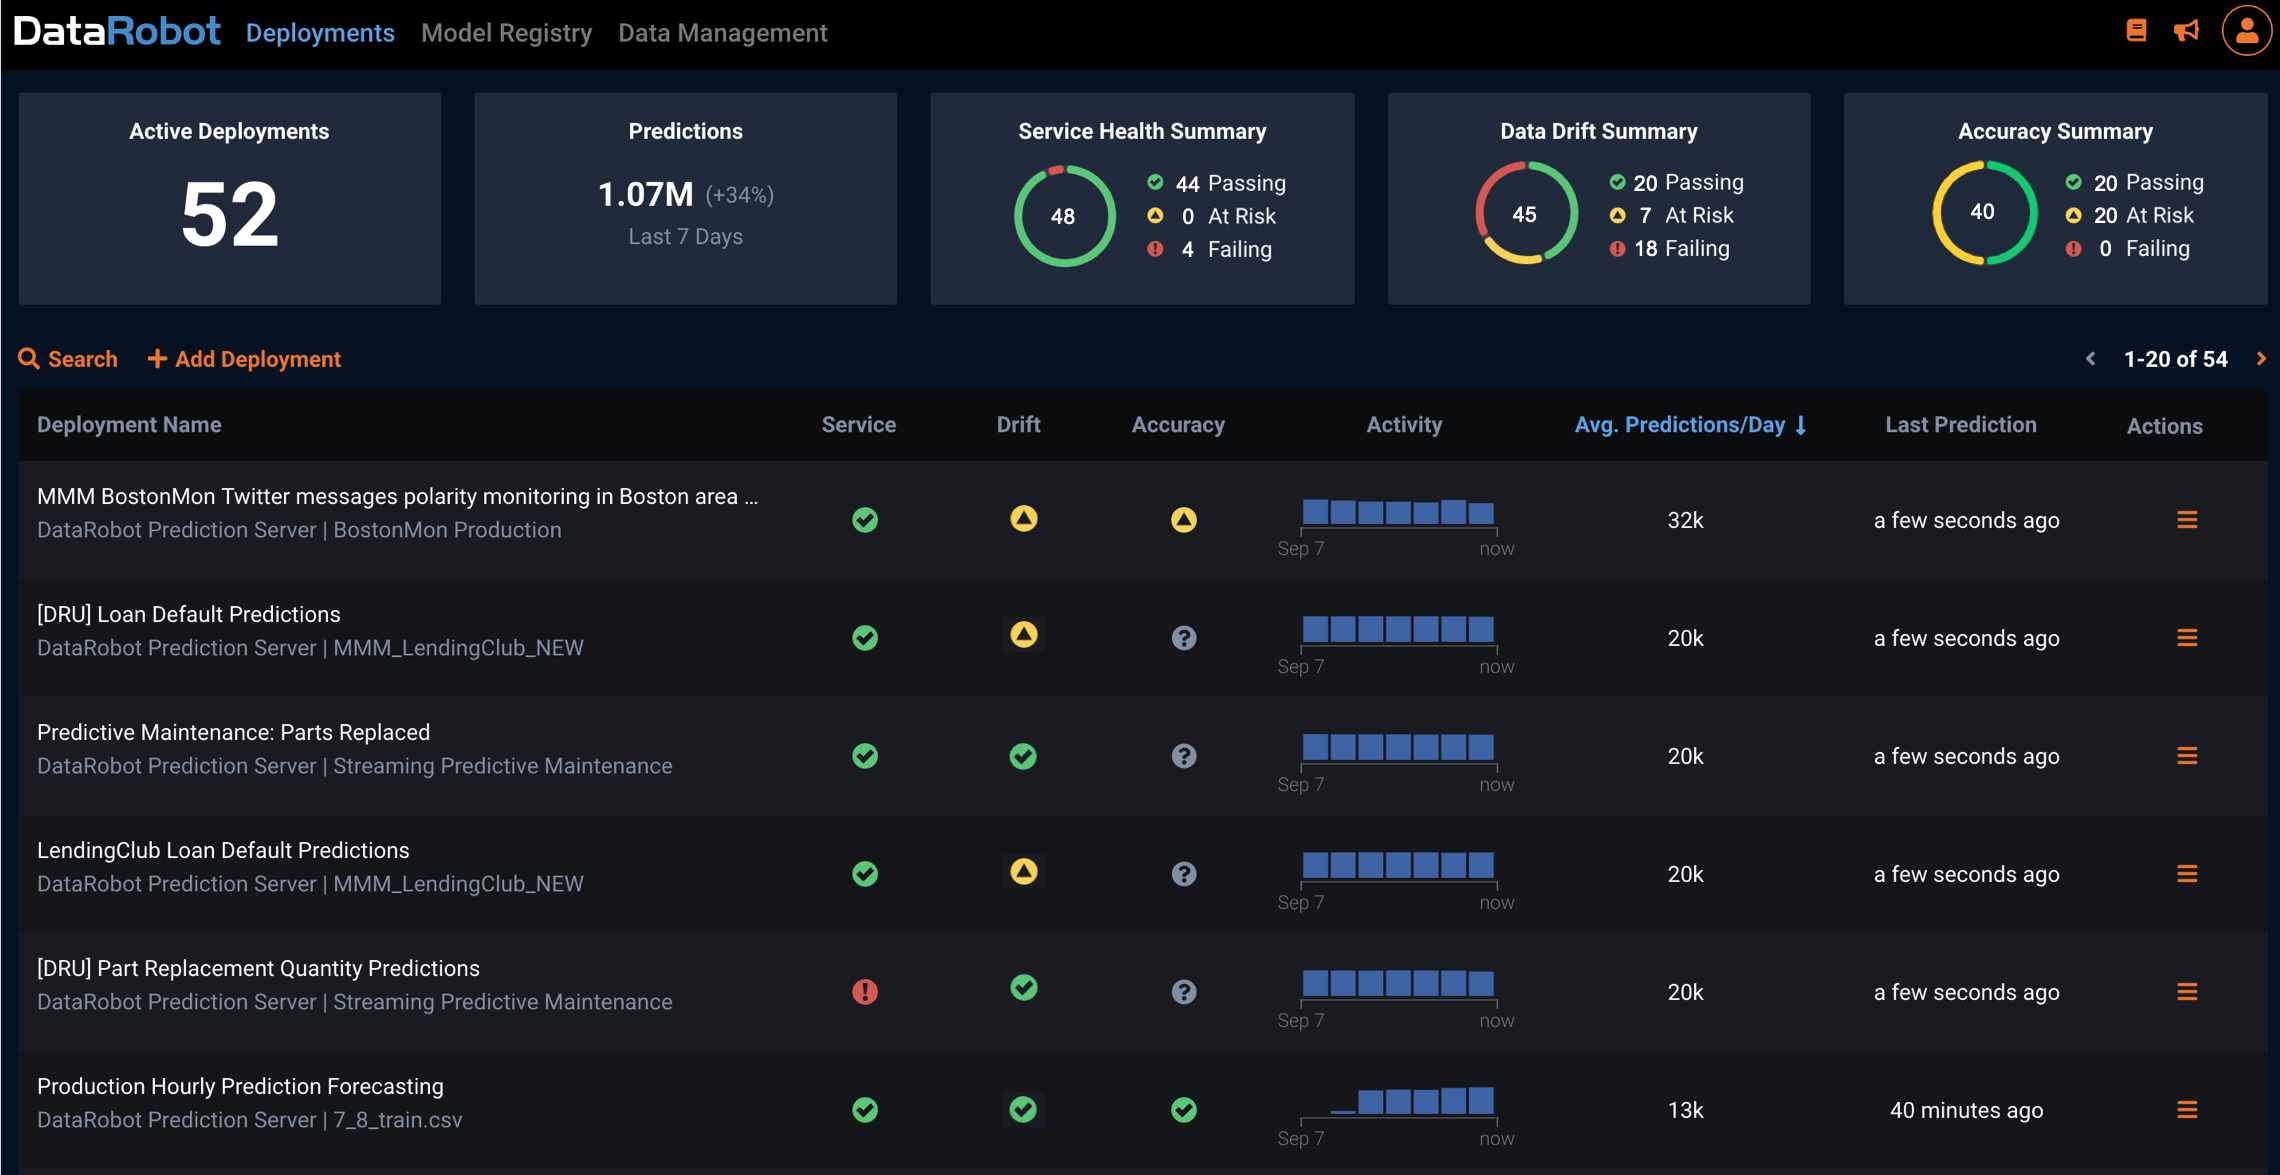 DataRobot Deployments Model Registry Data Management
Active Deployments
52
Predictions
1.07M (+34%)
Last 7 Days
Service Health Summary
48
44 Passing
0 At Risk
4 Failing
Data Drift Summary
45
20 Passing
7 At Risk
18 Failing
Accuracy Summary
40
20 Passing
20 At Risk
0 Failing
Search + Add Deployment
1-20 of 54
Deployment Name Service Drift Accuracy Activity Avg. Predictions/Day ↓ Last Prediction Actions
MMM BostonMon Twitter messages polarity monitoring in Boston area ...
DataRobot Prediction Server | BostonMon Production
Sep 7 now
32k
a few seconds ago
[DRU] Loan Default Predictions
DataRobot Prediction Server | MMM_LendingClub_NEW
?
Sep 7 now
20k
a few seconds ago
Predictive Maintenance: Parts Replaced
DataRobot Prediction Server | Streaming Predictive Maintenance
?
Sep 7 now
20k
a few seconds ago
LendingClub Loan Default Predictions
DataRobot Prediction Server | MMM_LendingClub_NEW
?
Sep 7 now
20k
a few seconds ago
[DRU] Part Replacement Quantity Predictions
DataRobot Prediction Server | Streaming Predictive Maintenance
!
?
Sep 7 now
20k
a few seconds ago
Production Hourly Prediction Forecasting
DataRobot Prediction Server | 7_8_train.csv
Sep 7 now
13k
40 minutes ago